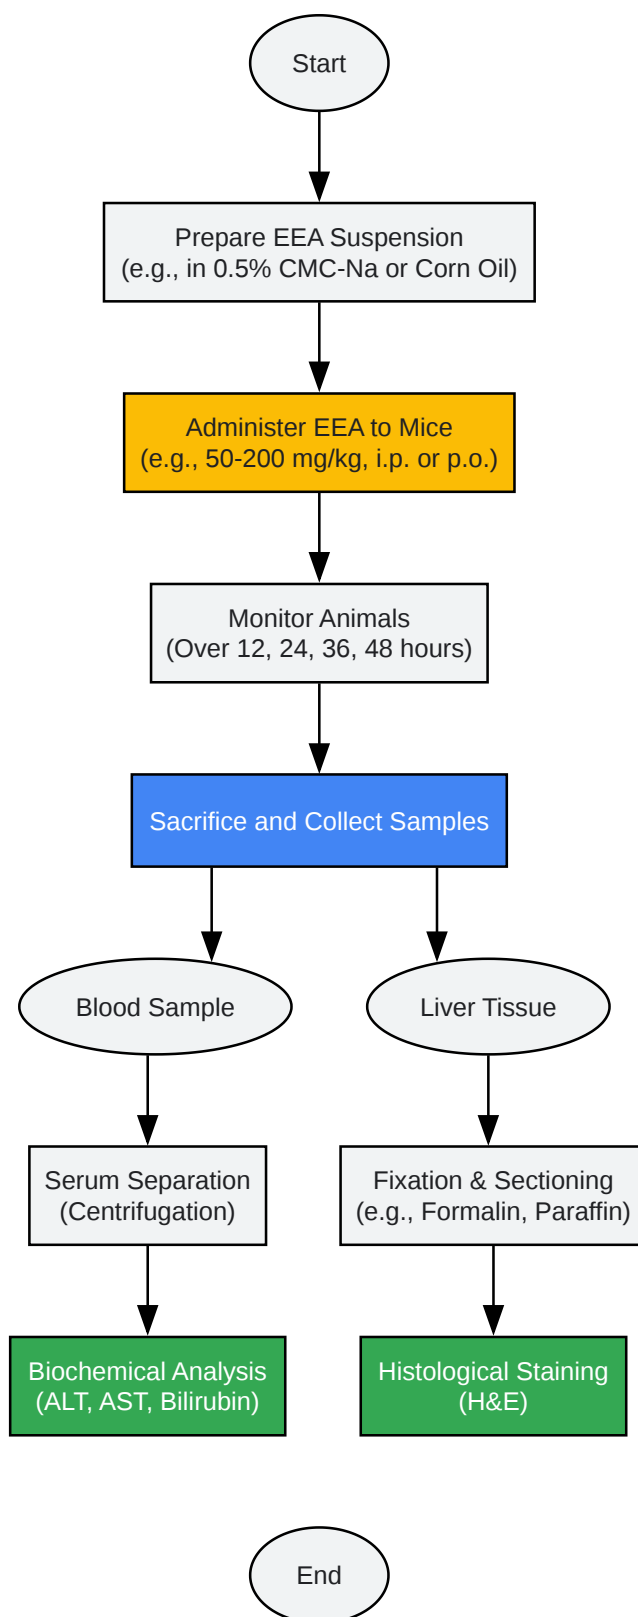 Start
Prepare EEA Suspension
(e.g., in 0.5% CMC-Na or Corn Oil)
Administer EEA to Mice
(e.g., 50-200 mg/kg, i.p. or p.o.)
Monitor Animals
(Over 12, 24, 36, 48 hours)
Sacrifice and Collect Samples
Blood Sample
Liver Tissue
Serum Separation
(Centrifugation)
Fixation & Sectioning
(e.g., Formalin, Paraffin)
Biochemical Analysis
(ALT, AST, Bilirubin)
Histological Staining
(H&E)
End